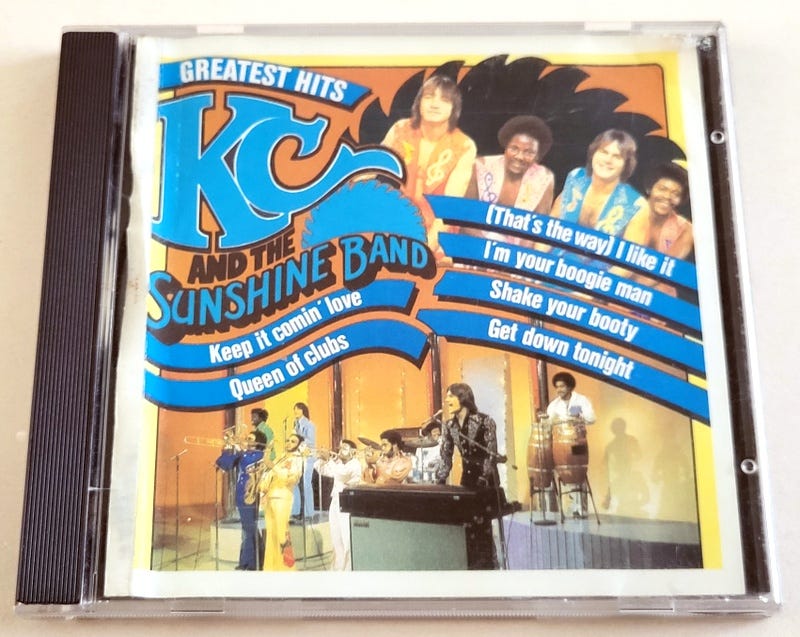 GREATEST HITS
KC
AND THE
SUNSHINE BAND
(That's the way) I like it
I'm your boogie man
Shake your booty
Get down tonight
Keep it comin' love
Queen of clubs